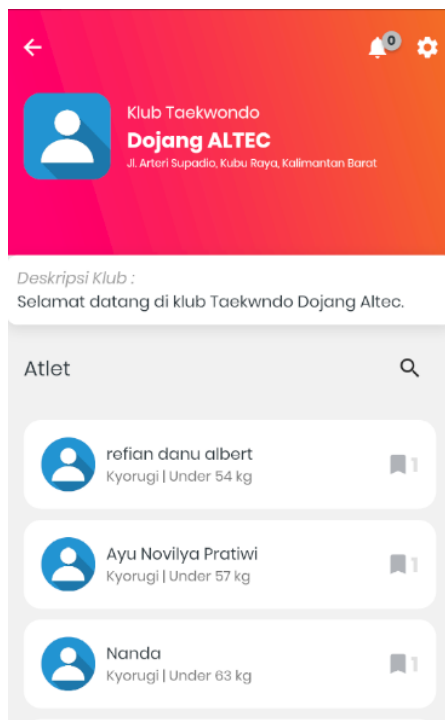 0
Klub Taekwondo
Dojang ALTEC
Jl. Arteri Supadio, Kubu Raya, Kalimantan Barat
Deskripsi Klub :
Selamat datang di klub Taekwndo Dojang Altec.
Atlet
refian danu albert
Kyorugi | Under 54 kg
1
Ayu Novilya Pratiwi
Kyorugi | Under 57 kg
1
Nanda
Kyorugi | Under 63 kg
1